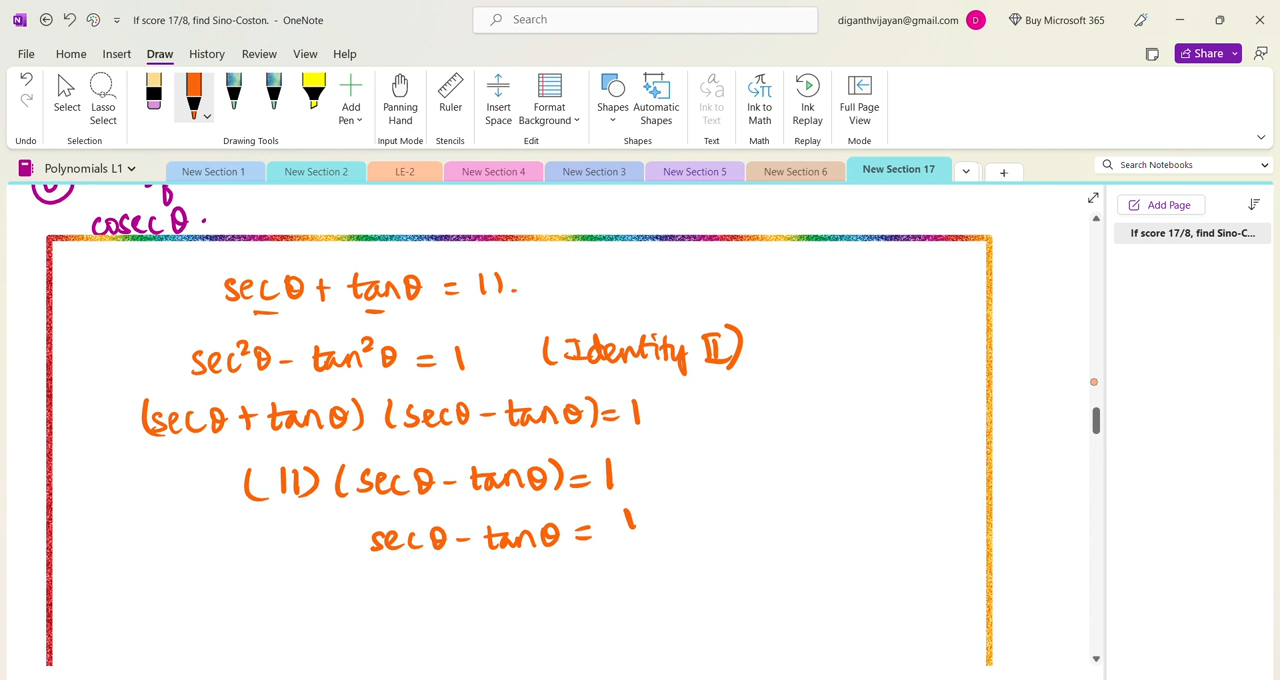 If score 17/8, find Sino-Coston. - OneNote
Search
diganthvijayan@gmail.com
D
Buy Microsoft 365
File Home Insert Draw History Review View Help
Share
Undo
Select
Lasso Select
Add Pen
Panning Hand
Ruler
Insert Space
Format Background
Shapes
Automatic Shapes
Ink to Text
Ink to Math
Ink Replay
Full Page View
Undo Selection Drawing Tools Input Mode Stencils Edit Shapes Text Math Replay Mode
Polynomials L1
New Section 1 New Section 2 LE-2 New Section 4 New Section 3 New Section 5 New Section 6 New Section 17
Search Notebooks
Add Page
If score 17/8, find Sino-C...
cosec θ.
secθ + tanθ = 11.
sec²θ - tan²θ = 1 (Identity II)
(secθ + tanθ) (secθ - tanθ) = 1
(11) (secθ - tanθ) = 1
secθ - tanθ = 1